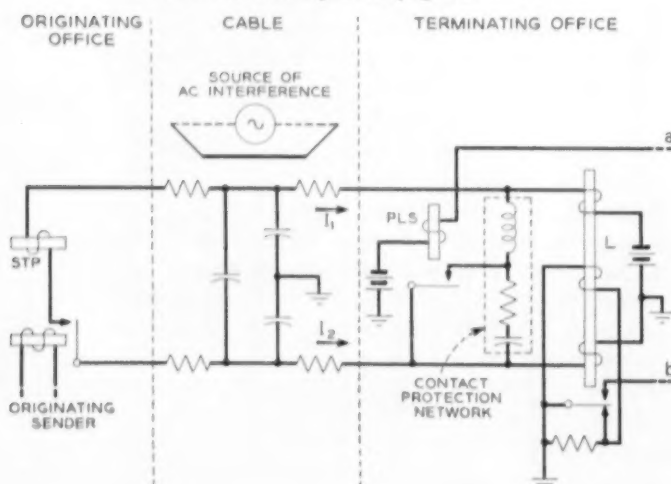 ORIGINATING
OFFICE
CABLE
TERMINATING OFFICE
SOURCE OF
AC INTERFERENCE
a
I1
PLS
L
STP
I2
b
CONTACT
PROTECTION
NETWORK
ORIGINATING
SENDER